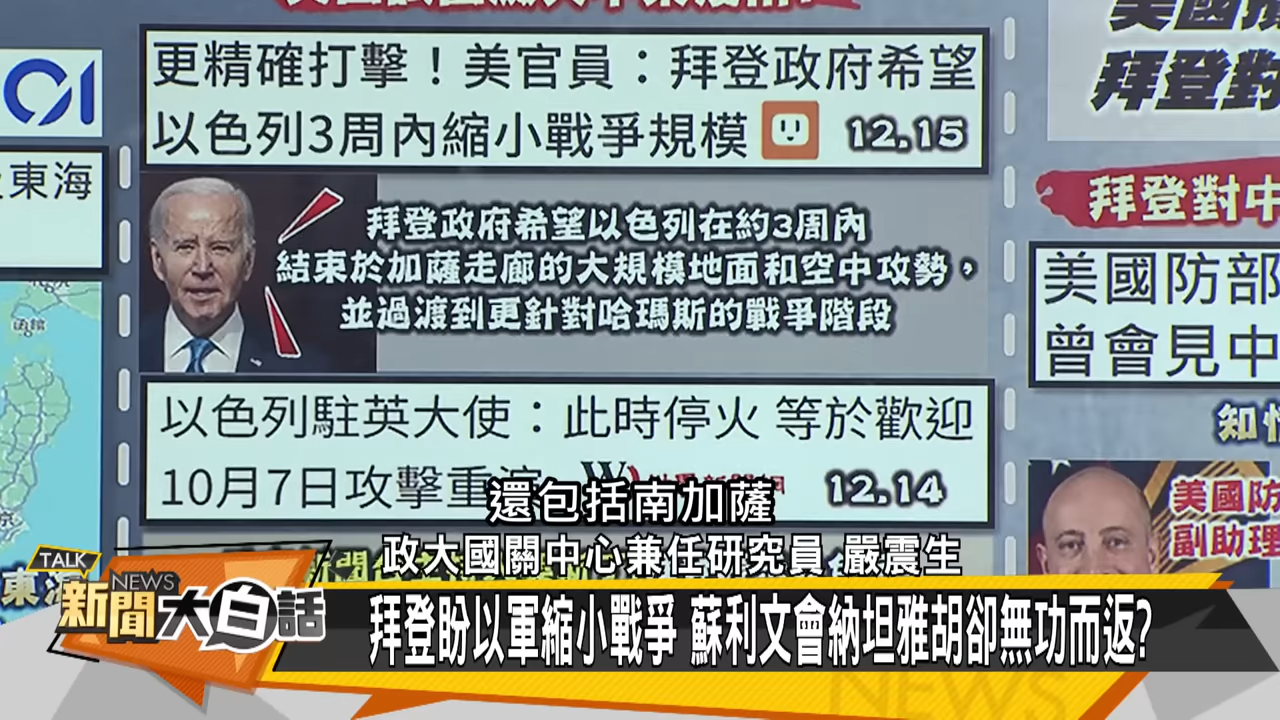 更精確打擊！美官員：拜登政府希望
以色列3周內縮小戰爭規模 12.15
拜登政府希望以色列在約3周內
結束於加薩走廊的大規模地面和空中攻勢，
並過渡到更針對哈瑪斯的戰爭階段
以色列駐英大使：此時停火 等於歡迎
10月7日攻擊重演 12.14
東海
美國
拜登對
拜登對中
美國防部
曾會見中
知
美國防
副助理
還包括南加薩
政大國關中心兼任研究員 嚴震生
TALK
NEWS
新聞大白話
拜登盼以軍縮小戰爭 蘇利文會納坦雅胡卻無功而返?
NEWS